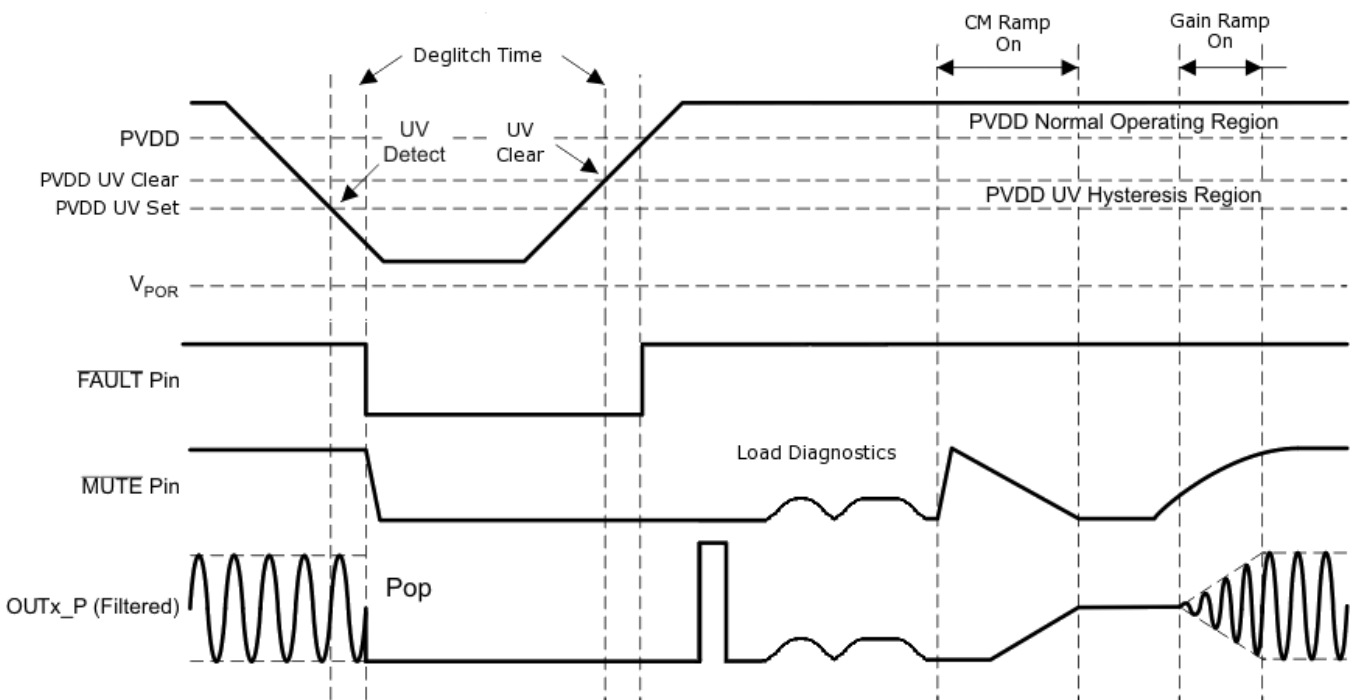 CM Ramp
On
Gain Ramp
On
Deglitch Time
PVDD
UV
Detect
UV
Clear
PVDD Normal Operating Region
PVDD UV Clear
PVDD UV Set
PVDD UV Hysteresis Region
VPOR
FAULT Pin
MUTE Pin
Load Diagnostics
Pop
OUTx_P (Filtered)